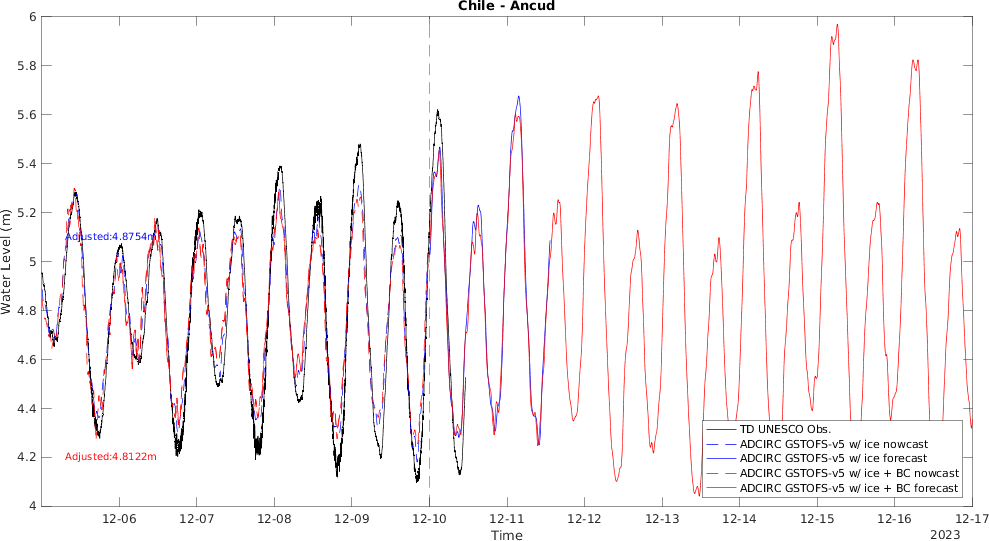 Chile - Ancud
Water Level (m)
6
5.8
5.6
5.4
5.2
5
4.8
4.6
4.4
4.2
4
Adjusted:4.8754m
Adjusted:4.8122m
TD UNESCO Obs.
ADCIRC GSTOFS-v5 w/ ice nowcast
ADCIRC GSTOFS-v5 w/ ice forecast
ADCIRC GSTOFS-v5 w/ ice + BC nowcast
ADCIRC GSTOFS-v5 w/ ice + BC forecast
12-06 12-07 12-08 12-09 12-10 12-11 12-12 12-13 12-14 12-15 12-16 12-17
Time
2023